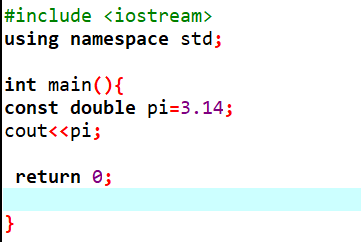 #include <iostream>
using namespace std;
int main(){
const double pi=3.14;
cout<<pi;
return 0;
}